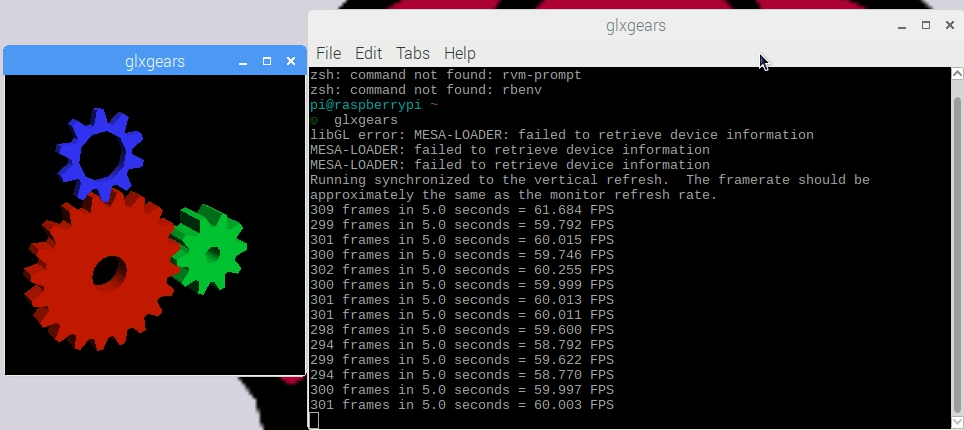 glxgears
glxgears
File Edit Tabs Help
zsh: command not found: rvm-prompt
zsh: command not found: rbenv
pi@raspberrypi ~
glxgears
libGL error: MESA-LOADER: failed to retrieve device information
MESA-LOADER: failed to retrieve device information
MESA-LOADER: failed to retrieve device information
Running synchronized to the vertical refresh.  The framerate should be
approximately the same as the monitor refresh rate.
309 frames in 5.0 seconds = 61.684 FPS
299 frames in 5.0 seconds = 59.792 FPS
301 frames in 5.0 seconds = 60.015 FPS
300 frames in 5.0 seconds = 59.746 FPS
302 frames in 5.0 seconds = 60.255 FPS
300 frames in 5.0 seconds = 59.999 FPS
301 frames in 5.0 seconds = 60.013 FPS
301 frames in 5.0 seconds = 60.011 FPS
298 frames in 5.0 seconds = 59.600 FPS
294 frames in 5.0 seconds = 58.792 FPS
299 frames in 5.0 seconds = 59.622 FPS
294 frames in 5.0 seconds = 58.770 FPS
300 frames in 5.0 seconds = 59.997 FPS
301 frames in 5.0 seconds = 60.003 FPS